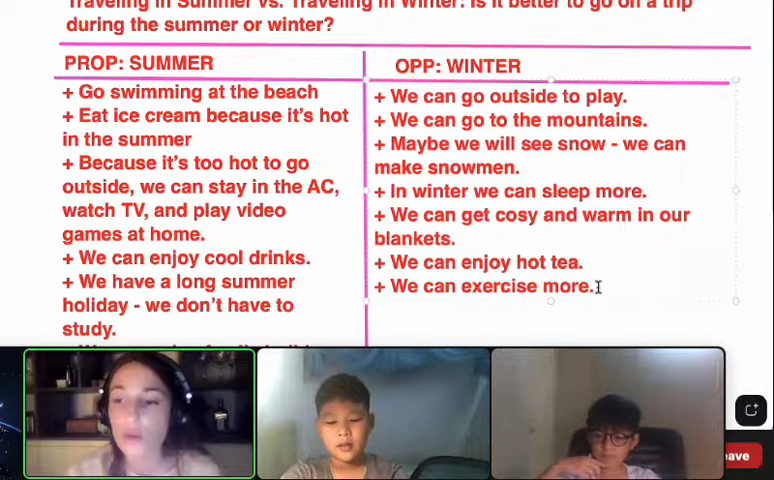 Traveling in Summer vs. Traveling in Winter: Is it better to go on a trip
during the summer or winter?
PROP: SUMMER
+ Go swimming at the beach
+ Eat ice cream because it's hot
in the summer
+ Because it's too hot to go
outside, we can stay in the AC,
watch TV, and play video
games at home.
+ We can enjoy cool drinks.
+ We have a long summer
holiday - we don't have to
study.
OPP: WINTER
+ We can go outside to play.
+ We can go to the mountains.
+ Maybe we will see snow - we can
make snowmen.
+ In winter we can sleep more.
+ We can get cosy and warm in our
blankets.
+ We can enjoy hot tea.
+ We can exercise more.